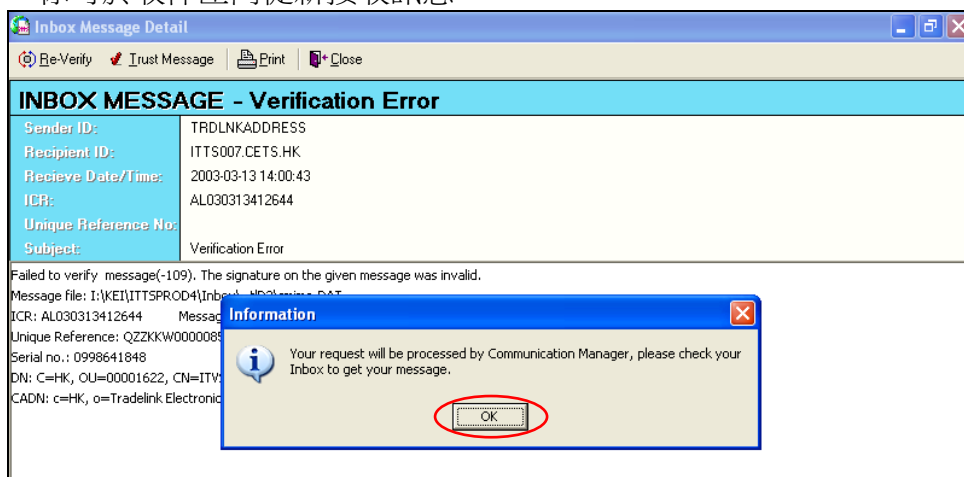 Inbox Message Detail
Re-Verify Trust Message Print Close
INBOX MESSAGE - Verification Error
Sender ID: TRDLNKADDRESS
Recipient ID: ITTS007.CETS.HK
Recieve Date/Time: 2003-03-13 14:00:43
ICR: AL030313412644
Unique Reference No:
Subject: Verification Error
Failed to verify message(-109). The signature on the given message was invalid.
Message file: I:\KEI\ITTSPROD4\
ICR: AL030313412644 Messag
Unique Reference: QZZKKW0000085
Serial no.: 0998641848
DN: C=HK, OU=00001622, CN=ITV
CADN: c=HK, o=Tradelink Electronic
Information
Your request will be processed by Communication Manager, please check your
Inbox to get your message.
OK